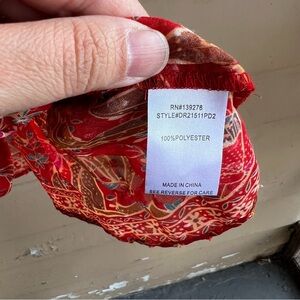 RN#139278
STYLE#DR21511PD2
100%POLYESTER
MADE IN CHINA
SEE REVERSE FOR CARE